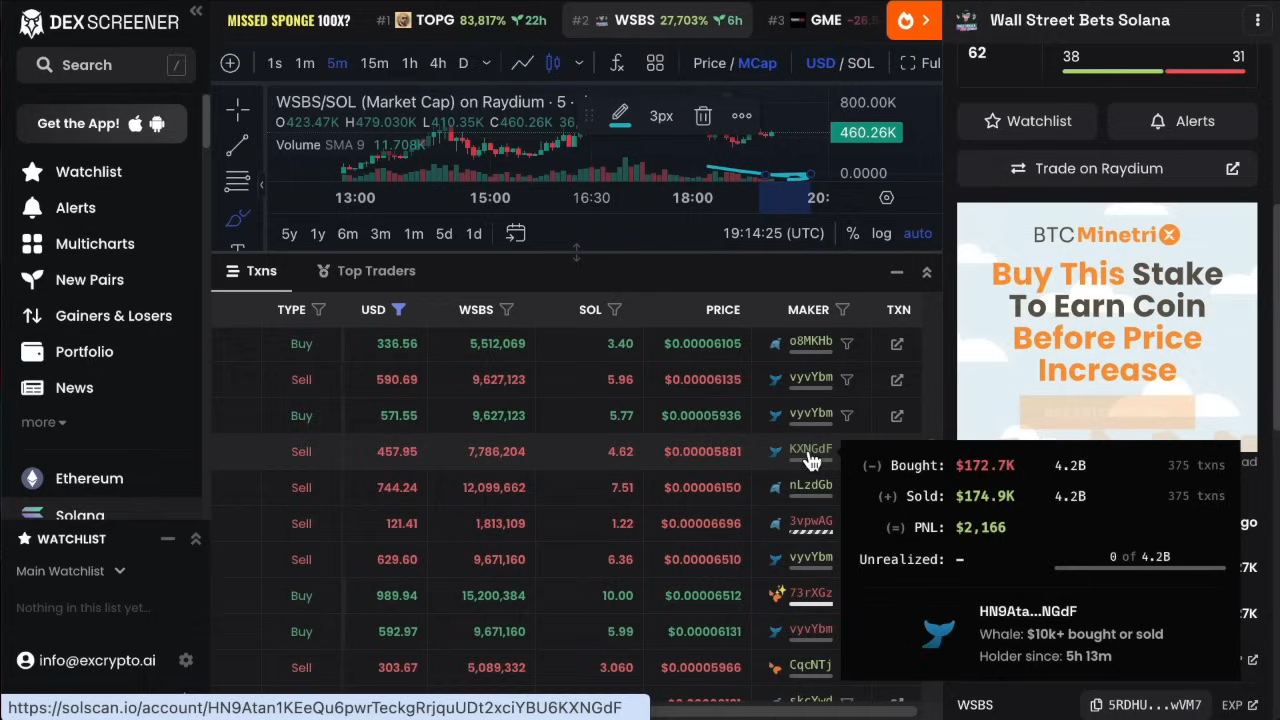 DEX SCREENER
MISSED SPONGE 100X?
#1 TOPG 83,817% 22h
#2 WSBS 27,703% 6h
#3 GME -26.5
Wall Street Bets Solana
Search /
Get the App!
Watchlist
Alerts
Multicharts
New Pairs
Gainers & Losers
Portfolio
News
more
Ethereum
Solana
WATCHLIST
Main Watchlist
Nothing in this list yet...
info@excrypto.ai
1s 1m 5m 15m 1h 4h D
Price / MCap
USD / SOL
Ful
WSBS/SOL (Market Cap) on Raydium · 5 ·
3px
O423.47K H479.030K L410.35K C460.26K 36,
Volume SMA 9 11.708K
800.00K
460.26K
0.0000
13:00 15:00 16:30 18:00 20:
5y 1y 6m 3m 1m 5d 1d
19:14:25 (UTC) % log auto
Txns Top Traders
TYPE USD WSBS SOL PRICE MAKER TXN
Buy 336.56 5,512,069 3.40 $0.00006105 o8MKHb
Sell 590.69 9,627,123 5.96 $0.00006135 vyvYbm
Buy 571.55 9,627,123 5.77 $0.00005936 vyvYbm
Sell 457.95 7,786,204 4.62 $0.00005881 KXNGdF
Sell 744.24 12,099,662 7.51 $0.00006150 nLzdGb
Sell 121.41 1,813,109 1.22 $0.00006696 3vpwAG
Sell 629.60 9,671,160 6.36 $0.00006510 vyvYbm
Buy 989.94 15,200,384 10.00 $0.00006512 73rXGz
Buy 592.97 9,671,160 5.99 $0.00006131 vyvYbm
Sell 303.67 5,089,332 3.060 $0.00005966 CqcNTj
62 38 31
Watchlist Alerts
Trade on Raydium
BTC Minetrix
Buy This Stake
To Earn Coin
Before Price
Increase
ad
(−) Bought: $172.7K 4.2B 375 txns
(+) Sold: $174.9K 4.2B 375 txns
(=) PNL: $2,166
Unrealized: – 0 of 4.2B
HN9Ata...NGdF
Whale: $10k+ bought or sold
Holder since: 5h 13m
go
7K
7K
WSBS 5RDHU...wVM7 EXP
https://solscan.io/account/HN9Atan1KEeQu6pwrTeckgRrjquUDt2xciYBU6KXNGdF